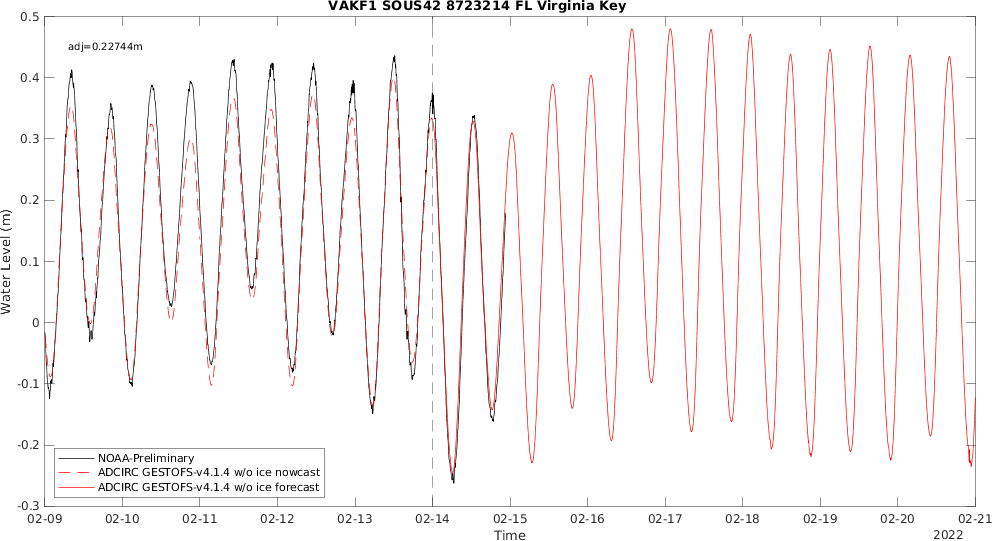 VAKF1 SOUS42 8723214 FL Virginia Key
adj=0.22744m
0.5
0.4
0.3
0.2
0.1
0
-0.1
-0.2
-0.3
Water Level (m)
NOAA-Preliminary
ADCIRC GESTOFS-v4.1.4 w/o ice nowcast
ADCIRC GESTOFS-v4.1.4 w/o ice forecast
02-09 02-10 02-11 02-12 02-13 02-14 02-15 02-16 02-17 02-18 02-19 02-20 02-21
Time
2022